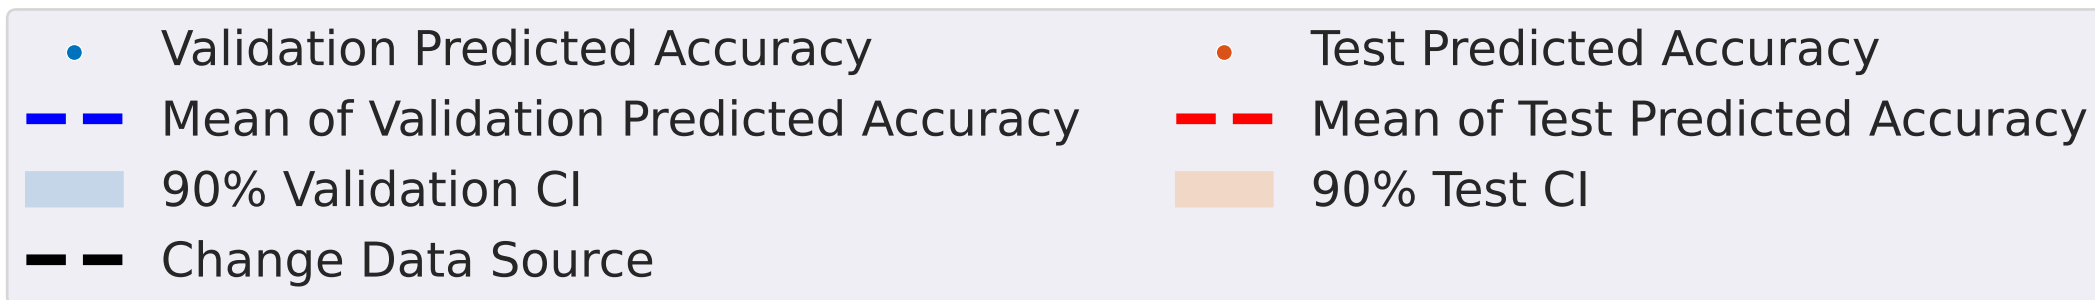 Validation Predicted Accuracy
Mean of Validation Predicted Accuracy
90% Validation CI
Change Data Source
Test Predicted Accuracy
Mean of Test Predicted Accuracy
90% Test CI